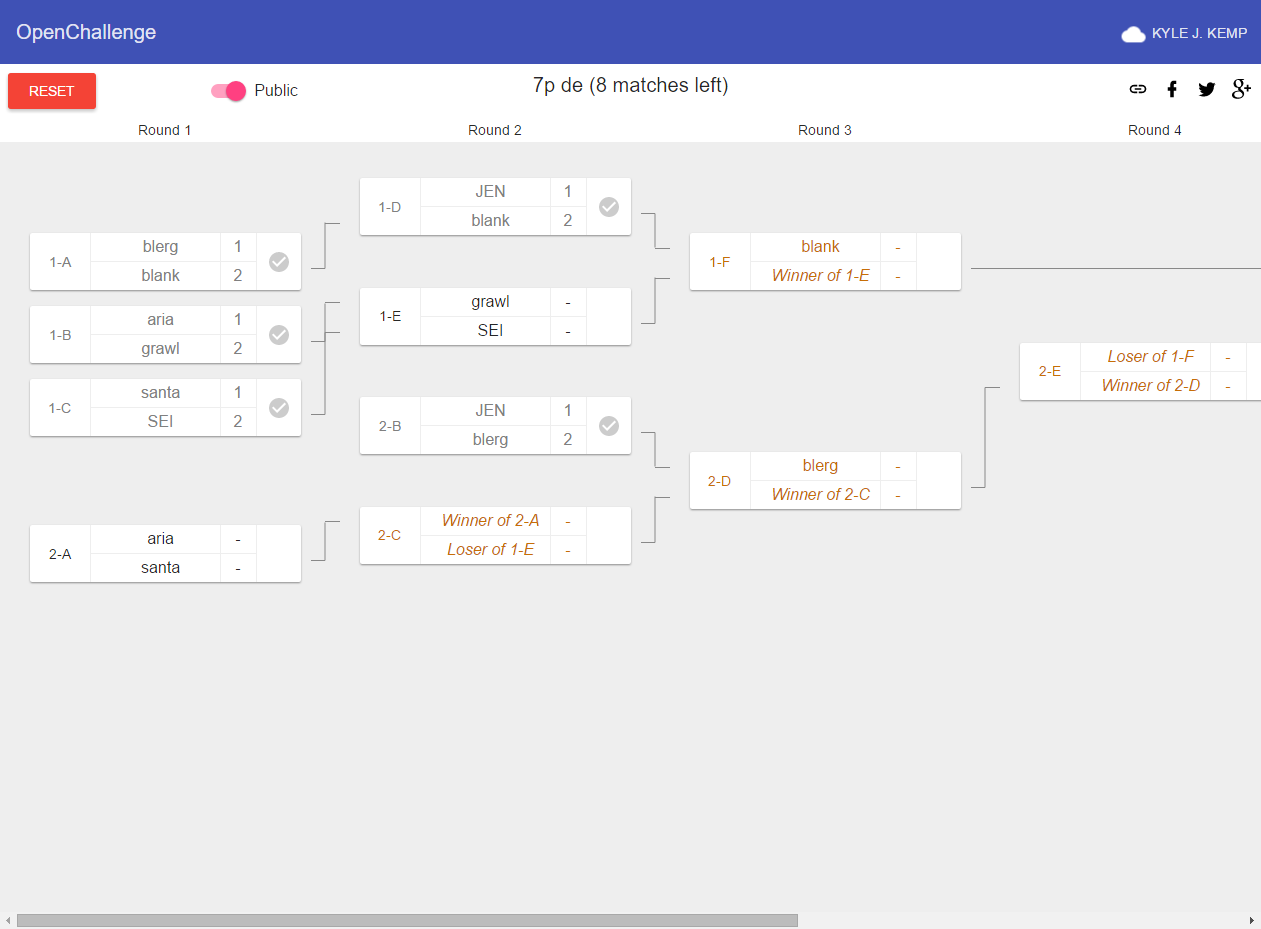 OpenChallenge
KYLE J. KEMP
RESET
Public
7p de (8 matches left)
Round 1
Round 2
Round 3
Round 4
1-A
blerg 1
blank 2
1-B
aria 1
grawl 2
1-C
santa 1
SEI 2
2-A
aria -
santa -
1-D
JEN 1
blank 2
1-E
grawl -
SEI -
2-B
JEN 1
blerg 2
2-C
Winner of 2-A -
Loser of 1-E -
1-F
blank -
Winner of 1-E -
2-D
blerg -
Winner of 2-C -
2-E
Loser of 1-F -
Winner of 2-D -